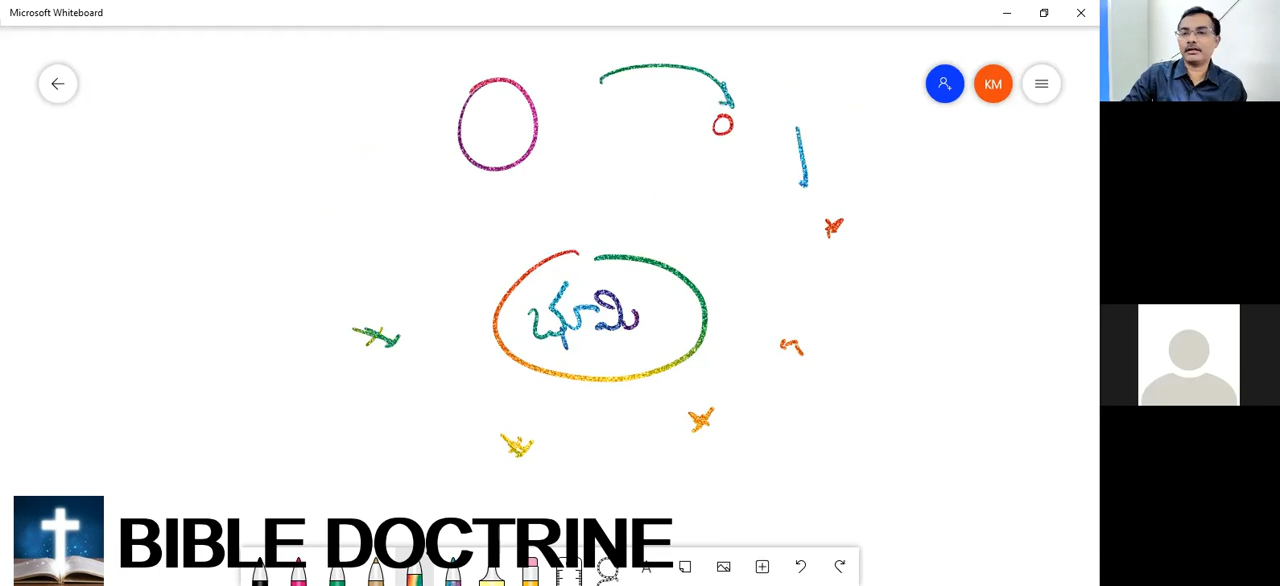 Microsoft Whiteboard
KM
భూమి
BIBLE DOCTRINE
A